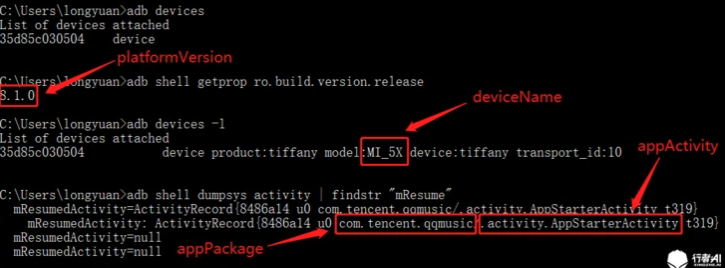 C:\Users\longyuan>adb devices
List of devices attached
35d85c030504 device
platformVersion
C:\Users\longyuan>adb shell getprop ro.build.version.release
8.1.0
deviceName
C:\Users\longyuan>adb devices -l
List of devices attached
35d85c030504 device product:tiffany model:MI_5X device:tiffany transport_id:10
appActivity
C:\Users\longyuan>adb shell dumpsys activity | findstr "mResume"
mResumedActivity=ActivityRecord{8486a14 u0 com.tencent.qqmusic/.activity.AppStarterActivity t319}
mResumedActivity: ActivityRecord{8486a14 u0 com.tencent.qqmusic/.activity.AppStarterActivity t319}
mResumedActivity=null
mResumedActivity=null
appPackage
行者AI